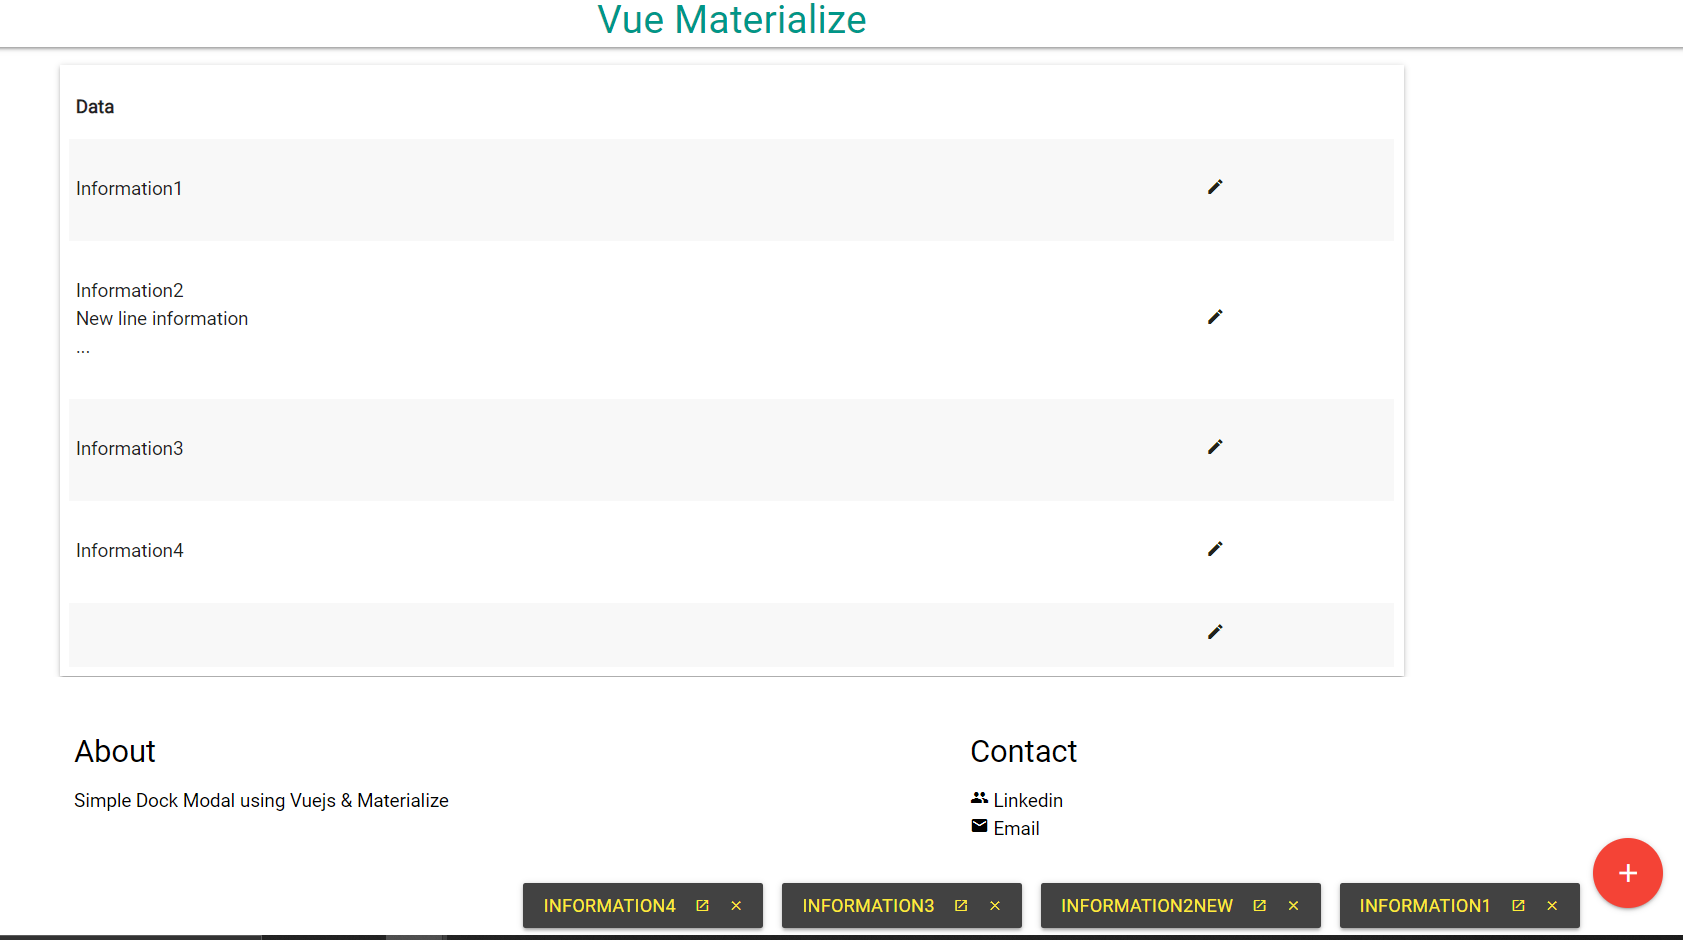 Vue Materialize
Data
Information1
Information2
New line information
...
Information3
Information4
About
Simple Dock Modal using Vuejs & Materialize
Contact
Linkedin
Email
INFORMATION4
INFORMATION3
INFORMATION2NEW
INFORMATION1